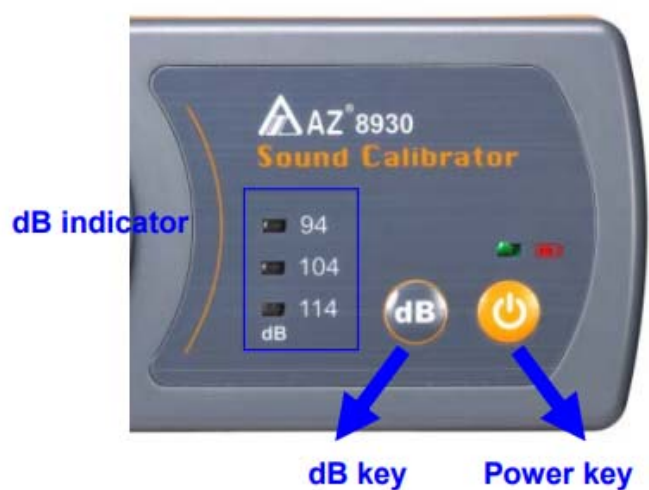 AZ® 8930
Sound Calibrator
dB indicator
94
104
114
dB
dB
dB key
Power key